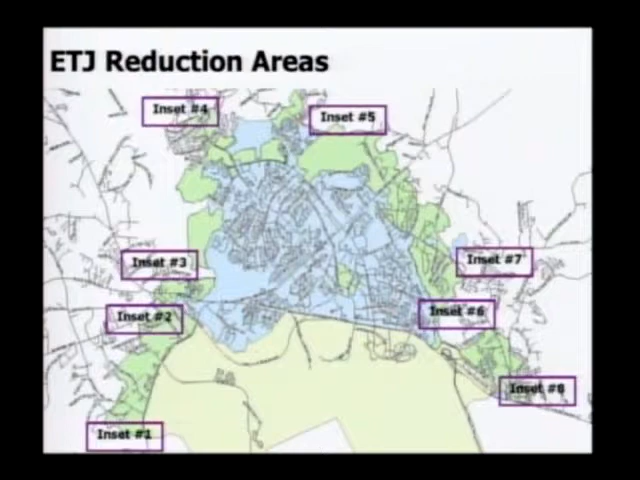 ETJ Reduction Areas
Inset #4
Inset #5
Inset #3
Inset #7
Inset #2
Inset #6
Inset #8
Inset #1